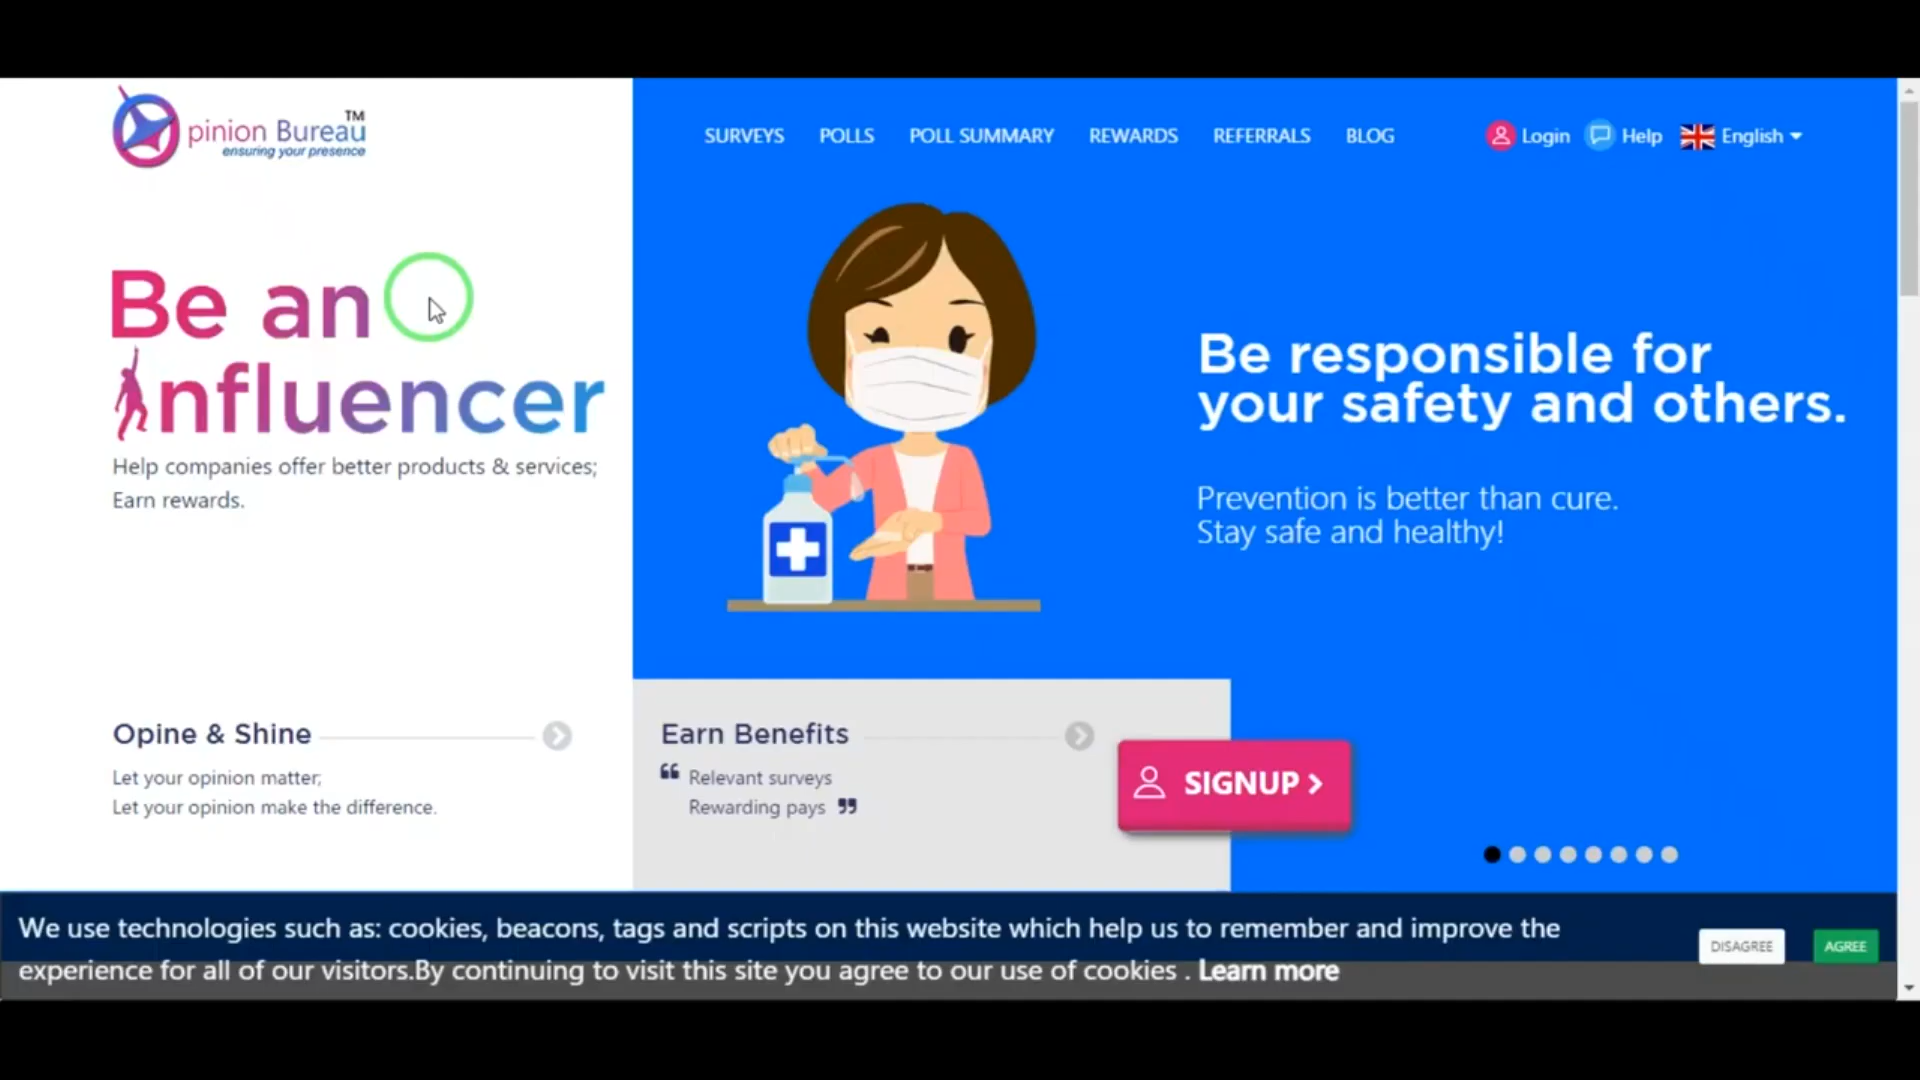 pinion Bureau™
ensuring your presence
SURVEYS POLLS POLL SUMMARY REWARDS REFERRALS BLOG Login Help English
Be an
Influencer
Help companies offer better products & services;
Earn rewards.
Be responsible for
your safety and others.
Prevention is better than cure.
Stay safe and healthy!
Opine & Shine
Let your opinion matter;
Let your opinion make the difference.
Earn Benefits
“ Relevant surveys
Rewarding pays ”
SIGNUP >
We use technologies such as: cookies, beacons, tags and scripts on this website which help us to remember and improve the
experience for all of our visitors.By continuing to visit this site you agree to our use of cookies . Learn more
DISAGREE AGREE